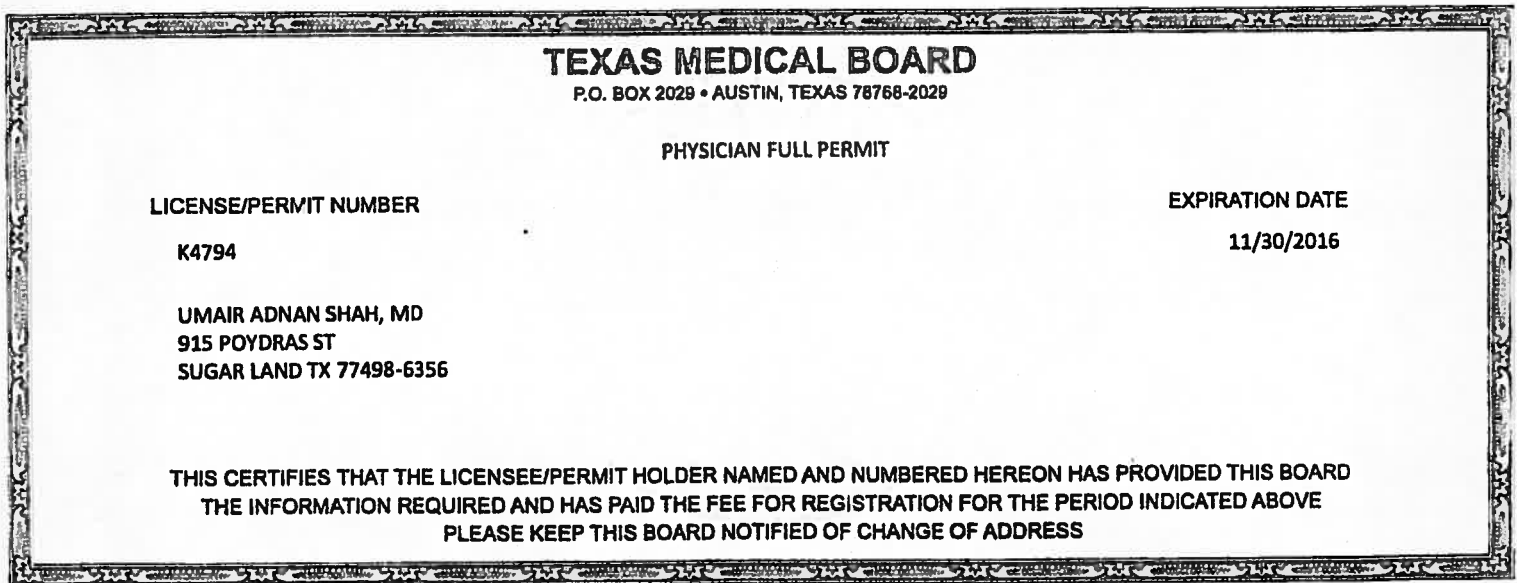 TEXAS MEDICAL BOARD
P.O. BOX 2029 • AUSTIN, TEXAS 78768-2029
PHYSICIAN FULL PERMIT
LICENSE/PERMIT NUMBER
EXPIRATION DATE
K4794
11/30/2016
UMAIR ADNAN SHAH, MD
915 POYDRAS ST
SUGAR LAND TX 77498-6356
THIS CERTIFIES THAT THE LICENSEE/PERMIT HOLDER NAMED AND NUMBERED HEREON HAS PROVIDED THIS BOARD
THE INFORMATION REQUIRED AND HAS PAID THE FEE FOR REGISTRATION FOR THE PERIOD INDICATED ABOVE
PLEASE KEEP THIS BOARD NOTIFIED OF CHANGE OF ADDRESS